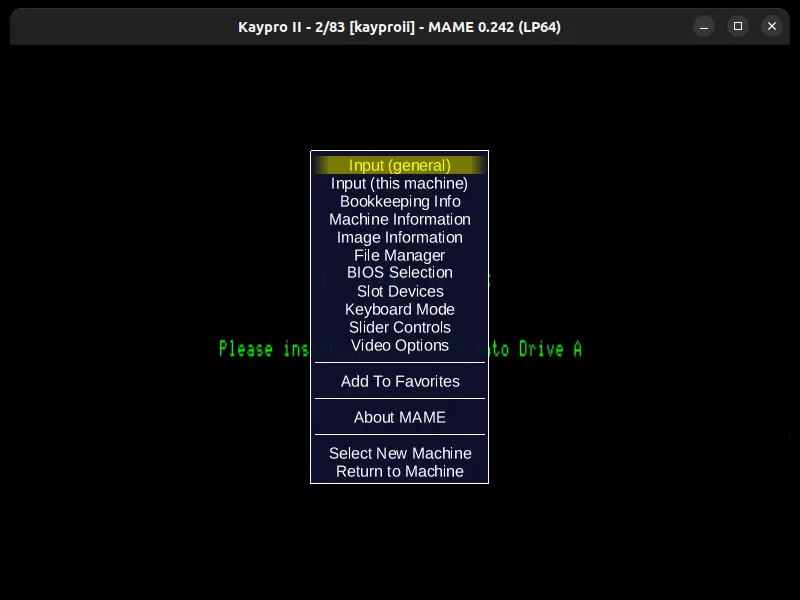 Kaypro II - 2/83 [kayproii] - MAME 0.242 (LP64)
Input (general)
Input (this machine)
Bookkeeping Info
Machine Information
Image Information
File Manager
BIOS Selection
Slot Devices
Keyboard Mode
Slider Controls
Video Options
Please ins
to Drive A
Add To Favorites
About MAME
Select New Machine
Return to Machine